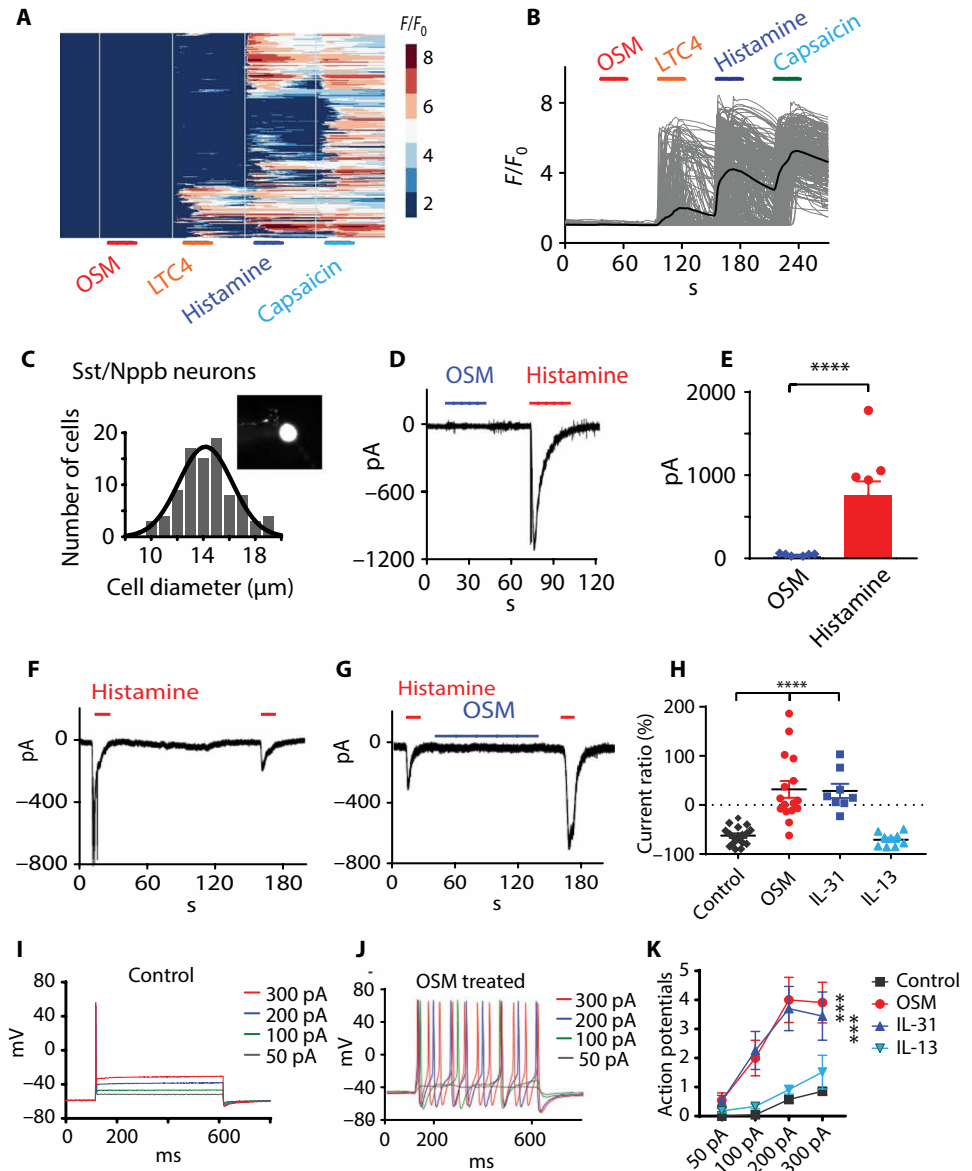 A
F/F0
8
6
4
2
OSM
LTC4
Histamine
Capsaicin
B
OSM
LTC4
Histamine
Capsaicin
F/F0
8
4
0
0 60 120 180 240
s
C
Sst/Nppb neurons
Number of cells
20
10
0
10 14 18
Cell diameter (µm)
D
OSM
Histamine
pA
0
−600
−1200
0 30 60 90 120
s
E
****
pA
2000
1000
0
OSM
Histamine
F
Histamine
pA
0
−400
−800
0 60 120 180
s
G
Histamine
OSM
pA
0
−400
−800
0 60 120 180
s
H
****
Current ratio (%)
200
100
0
−100
Control
OSM
IL-31
IL-13
I
Control
mV
80
40
0
−40
−80
0 200 400 600
ms
300 pA
200 pA
100 pA
50 pA
J
OSM treated
mV
80
40
0
−40
−80
0 200 400 600
ms
300 pA
200 pA
100 pA
50 pA
K
Action potentials
5
4
3
2
1
0
50 pA
100 pA
200 pA
300 pA
Control
OSM
IL-31
IL-13
***
***